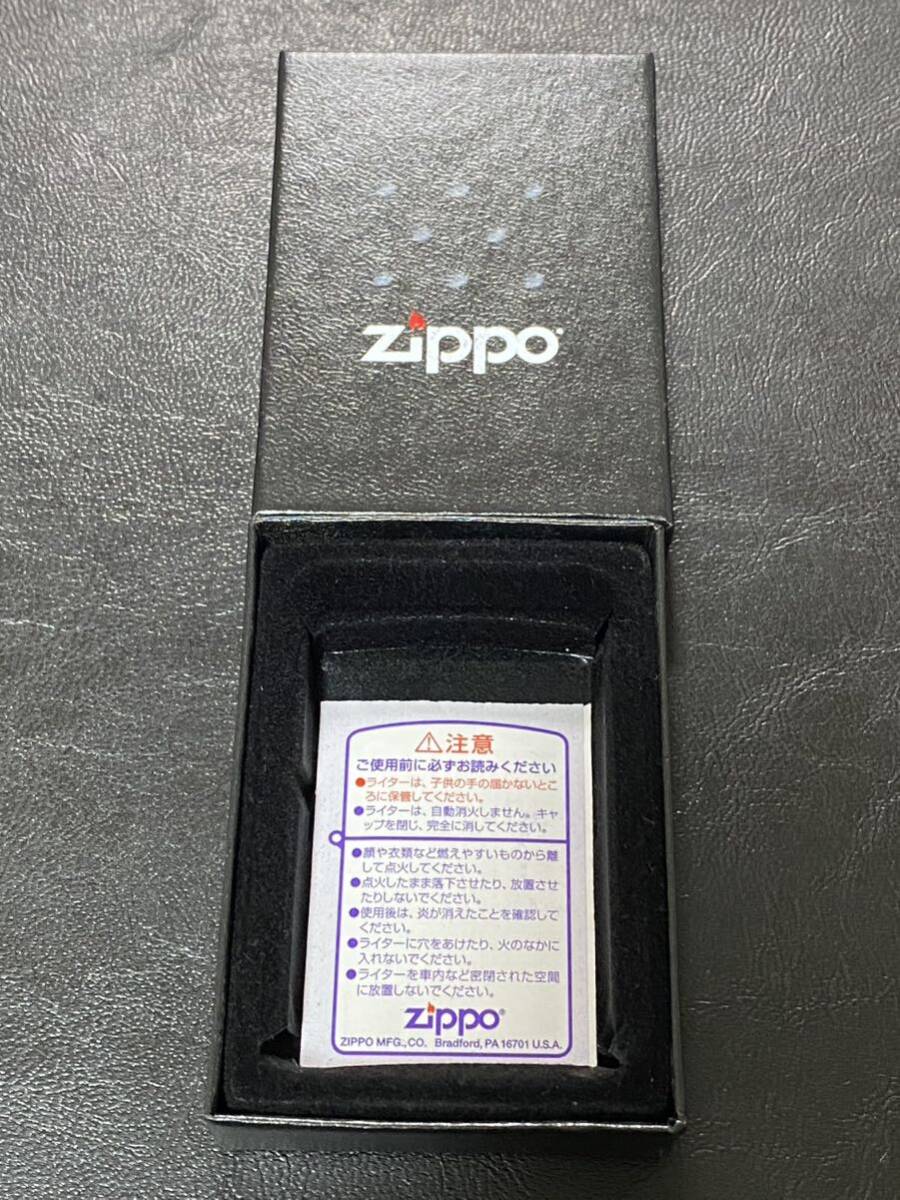 zippo
⚠注意
ご使用前に必ずお読みください
●ライターは、子供の手の届かないとこ
ろに保管してください。
●ライターは、自動消火しません。キャ
ップを閉じ、完全に消してください。
●顔や衣類など燃えやすいものから離
して点火してください。
●点火したまま落下させたり、放置させ
たりしないでください。
●使用後は、炎が消えたことを確認して
ください。
●ライターに穴をあけたり、火のなかに
入れないでください。
●ライターを車内など密閉された空間
に放置しないでください。
zippo
ZIPPO MFG.,CO. Bradford, PA 16701 U.S.A.